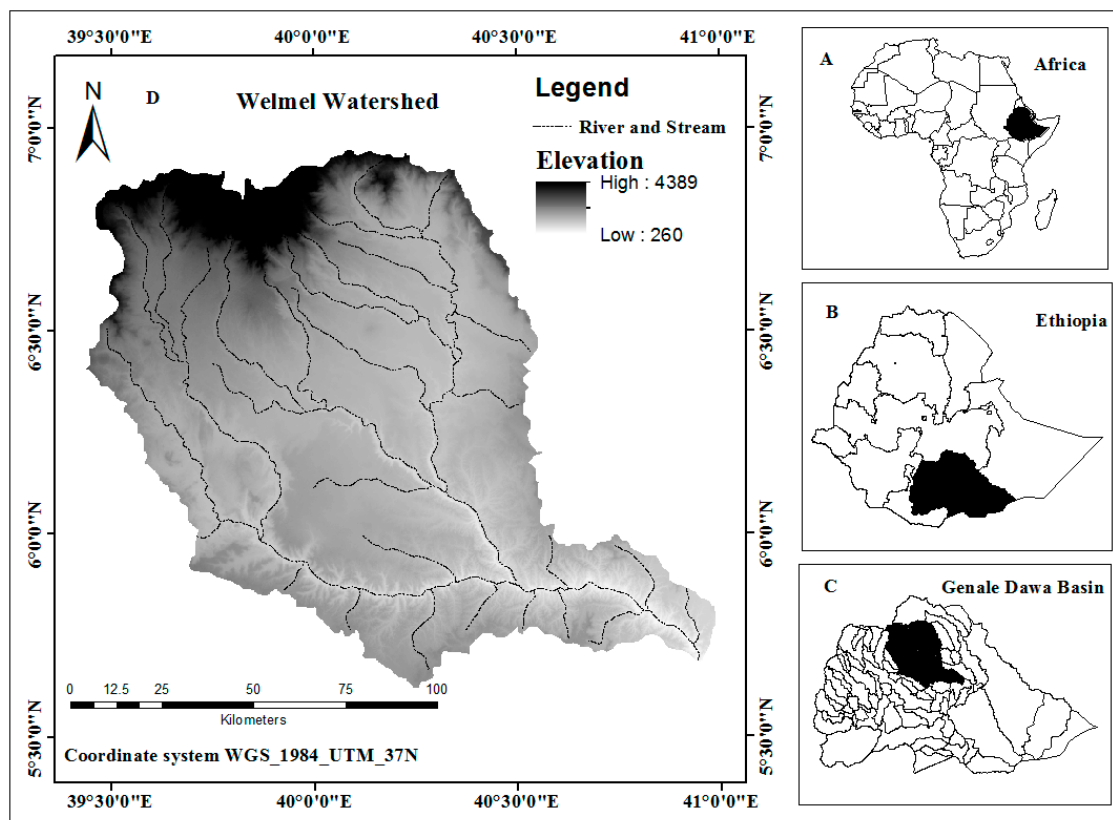 39°30'0"E 40°0'0"E 40°30'0"E 41°0'0"E
N
D
Welmel Watershed
Legend
River and Stream
Elevation
High : 4389
Low : 260
7°0'0"N
6°30'0"N
6°0'0"N
5°30'0"N
7°0'0"N
6°30'0"N
6°0'0"N
5°30'0"N
0 12.5 25 50 75 100
Kilometers
Coordinate system WGS_1984_UTM_37N
39°30'0"E 40°0'0"E 40°30'0"E 41°0'0"E
A
Africa
B
Ethiopia
C
Genale Dawa Basin